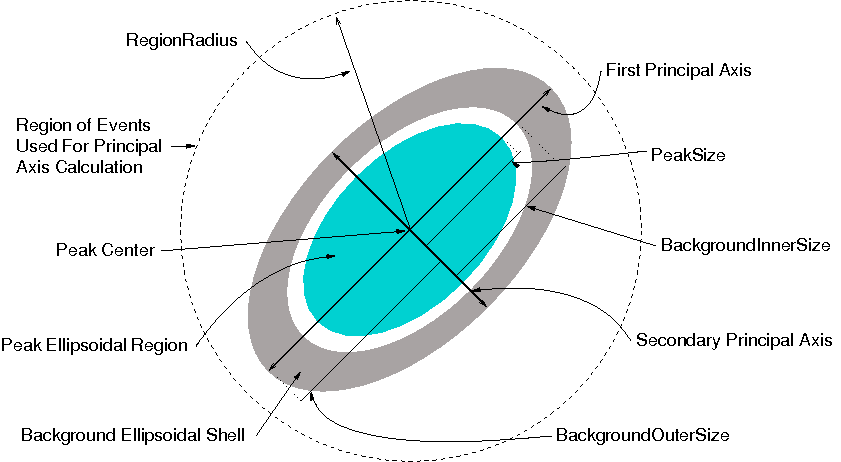 RegionRadius
First Principal Axis
Region of Events
Used For Principal
Axis Calculation
PeakSize
Peak Center
BackgroundInnerSize
Peak Ellipsoidal Region
Secondary Principal Axis
Background Ellipsoidal Shell
BackgroundOuterSize